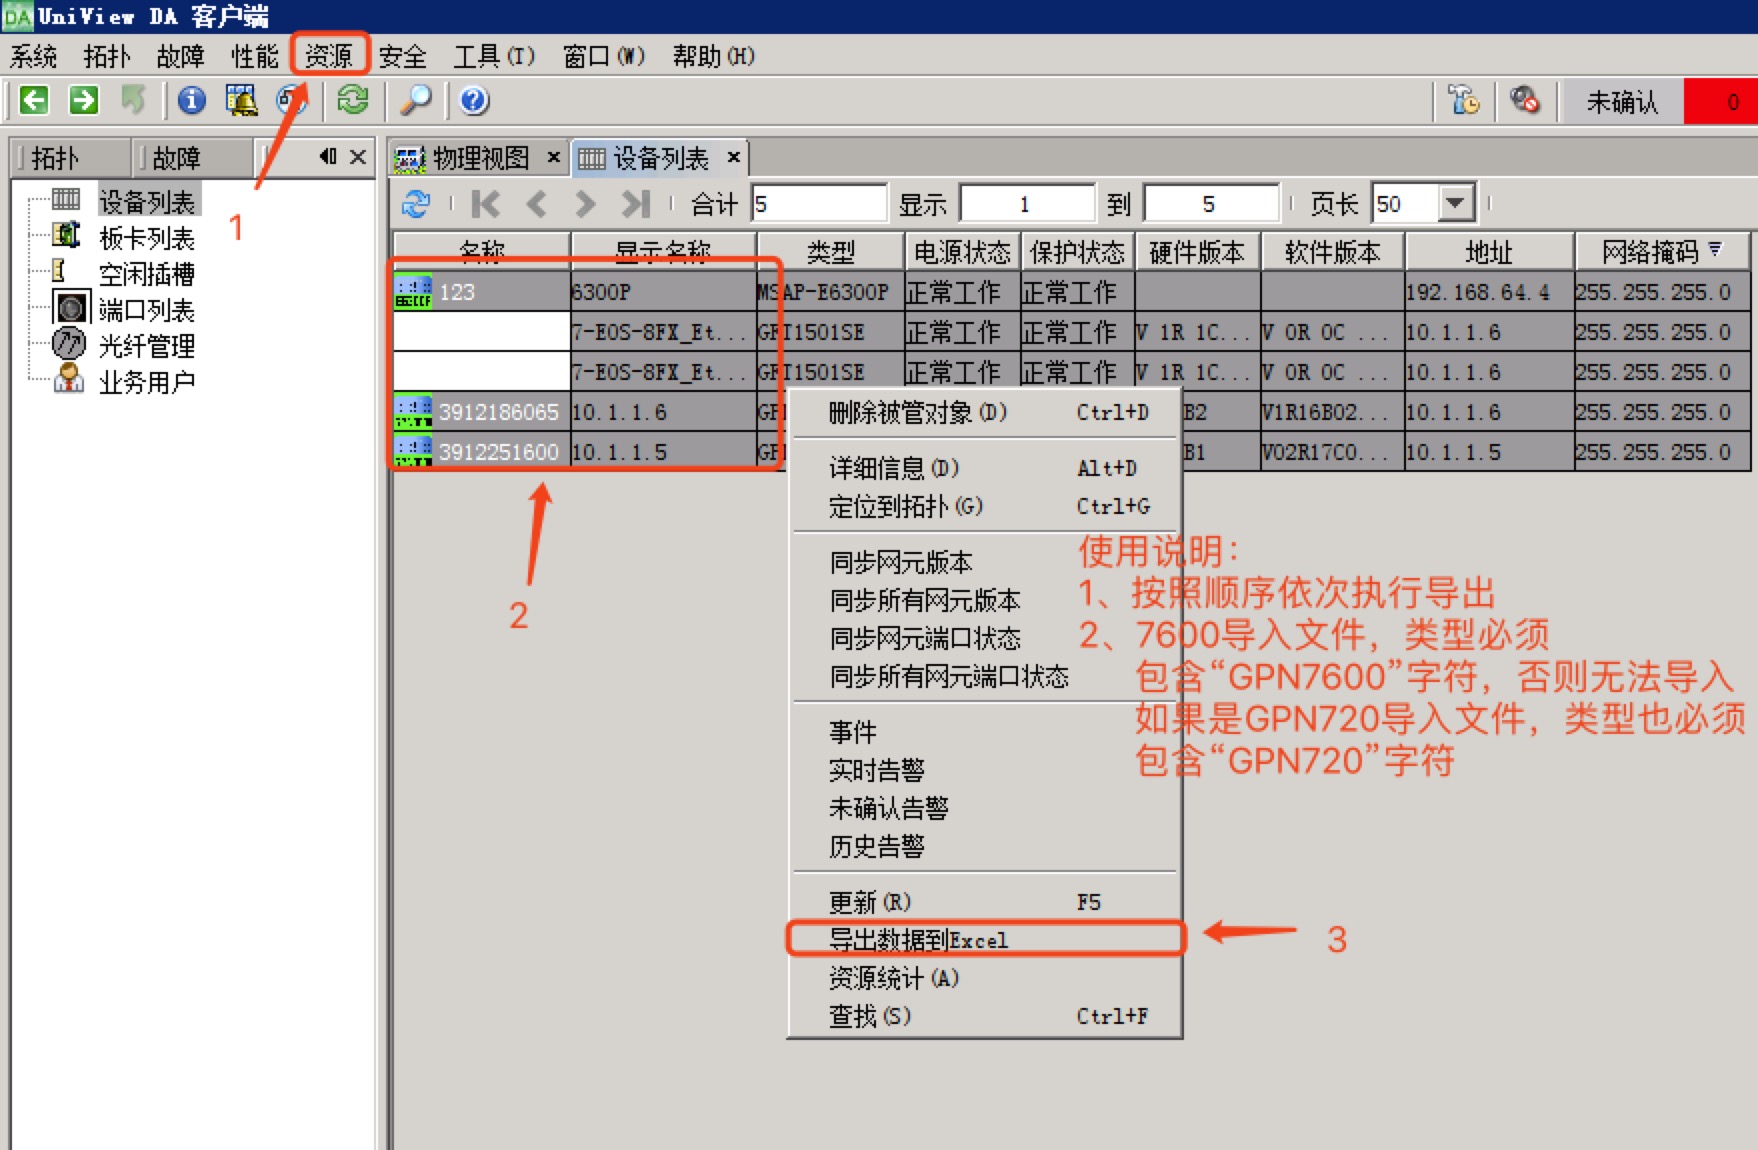 UniView DA 客户端
系统 拓扑 故障 性能 资源 安全 工具(T) 窗口(W) 帮助(H)
未确认 0
拓扑 故障
物理视图 设备列表
合计 5 显示 1 到 5 页长 50
1
设备列表
板卡列表
空闲插槽
端口列表
光纤管理
业务用户
名称 显示名称 类型 电源状态 保护状态 硬件版本 软件版本 地址 网络掩码
123 6300P MSAP-E6300P 正常工作 正常工作 192.168.64.4 255.255.255.0
7-EOS-8FX_Et... 1501SE 正常工作 正常工作 V 1R 1C... V 0R 0C ... 10.1.1.6 255.255.255.0
7-EOS-8FX_Et... 1501SE 正常工作 正常工作 V 1R 1C... V 0R 0C ... 10.1.1.6 255.255.255.0
3912186065 10.1.1.6 B2 V1R16B02... 10.1.1.6 255.255.255.0
3912251600 10.1.1.5 B1 V02R17C0... 10.1.1.5 255.255.255.0
2
删除被管对象(D) Ctrl+D
详细信息(D) Alt+D
定位到拓扑(G) Ctrl+G
同步网元版本
同步所有网元版本
同步网元端口状态
同步所有网元端口状态
事件
实时告警
未确认告警
历史告警
更新(R) F5
导出数据到Excel
资源统计(A)
查找(S) Ctrl+F
3
使用说明：
1、按照顺序依次执行导出
2、7600导入文件，类型必须
包含“GPN7600”字符，否则无法导入
如果是GPN720导入文件，类型也必须
包含“GPN720”字符